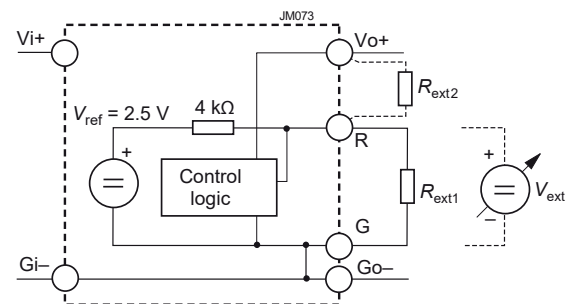 JM073
Vi+
Vo+
Rext2
Vref = 2.5 V
4 kΩ
R
+
+
Control
logic
Rext1
Vext
–
G
Gi–
Go–